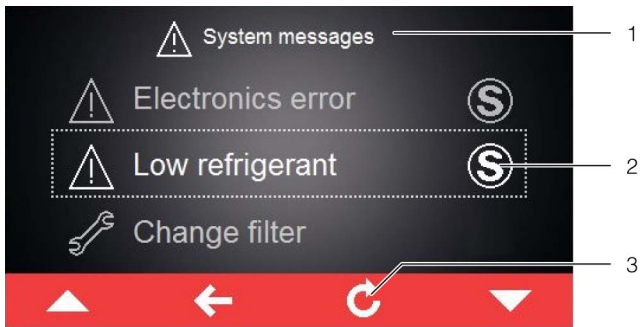 System messages
1
Electronics error
S
Low refrigerant
S
2
Change filter
3